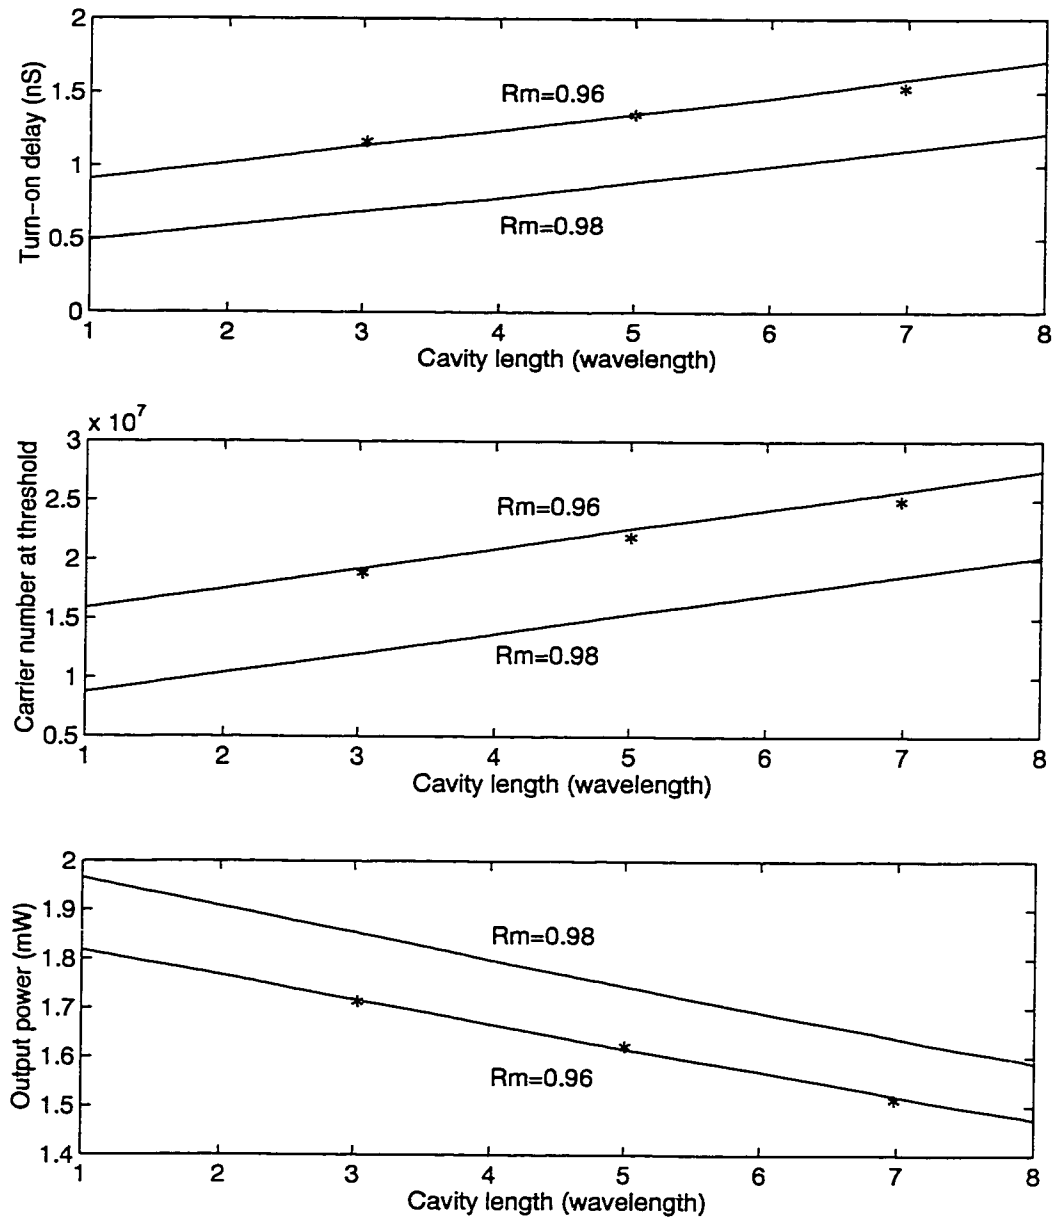 2
1.5
1
0.5
0
Turn-on delay (nS)
Rm=0.96
Rm=0.98
1 2 3 4 5 6 7 8
Cavity length (wavelength)
x 10^7
3
2.5
2
1.5
1
0.5
Carrier number at threshold
Rm=0.96
Rm=0.98
1 2 3 4 5 6 7 8
Cavity length (wavelength)
2
1.9
1.8
1.7
1.6
1.5
1.4
Output power (mW)
Rm=0.98
Rm=0.96
1 2 3 4 5 6 7 8
Cavity length (wavelength)